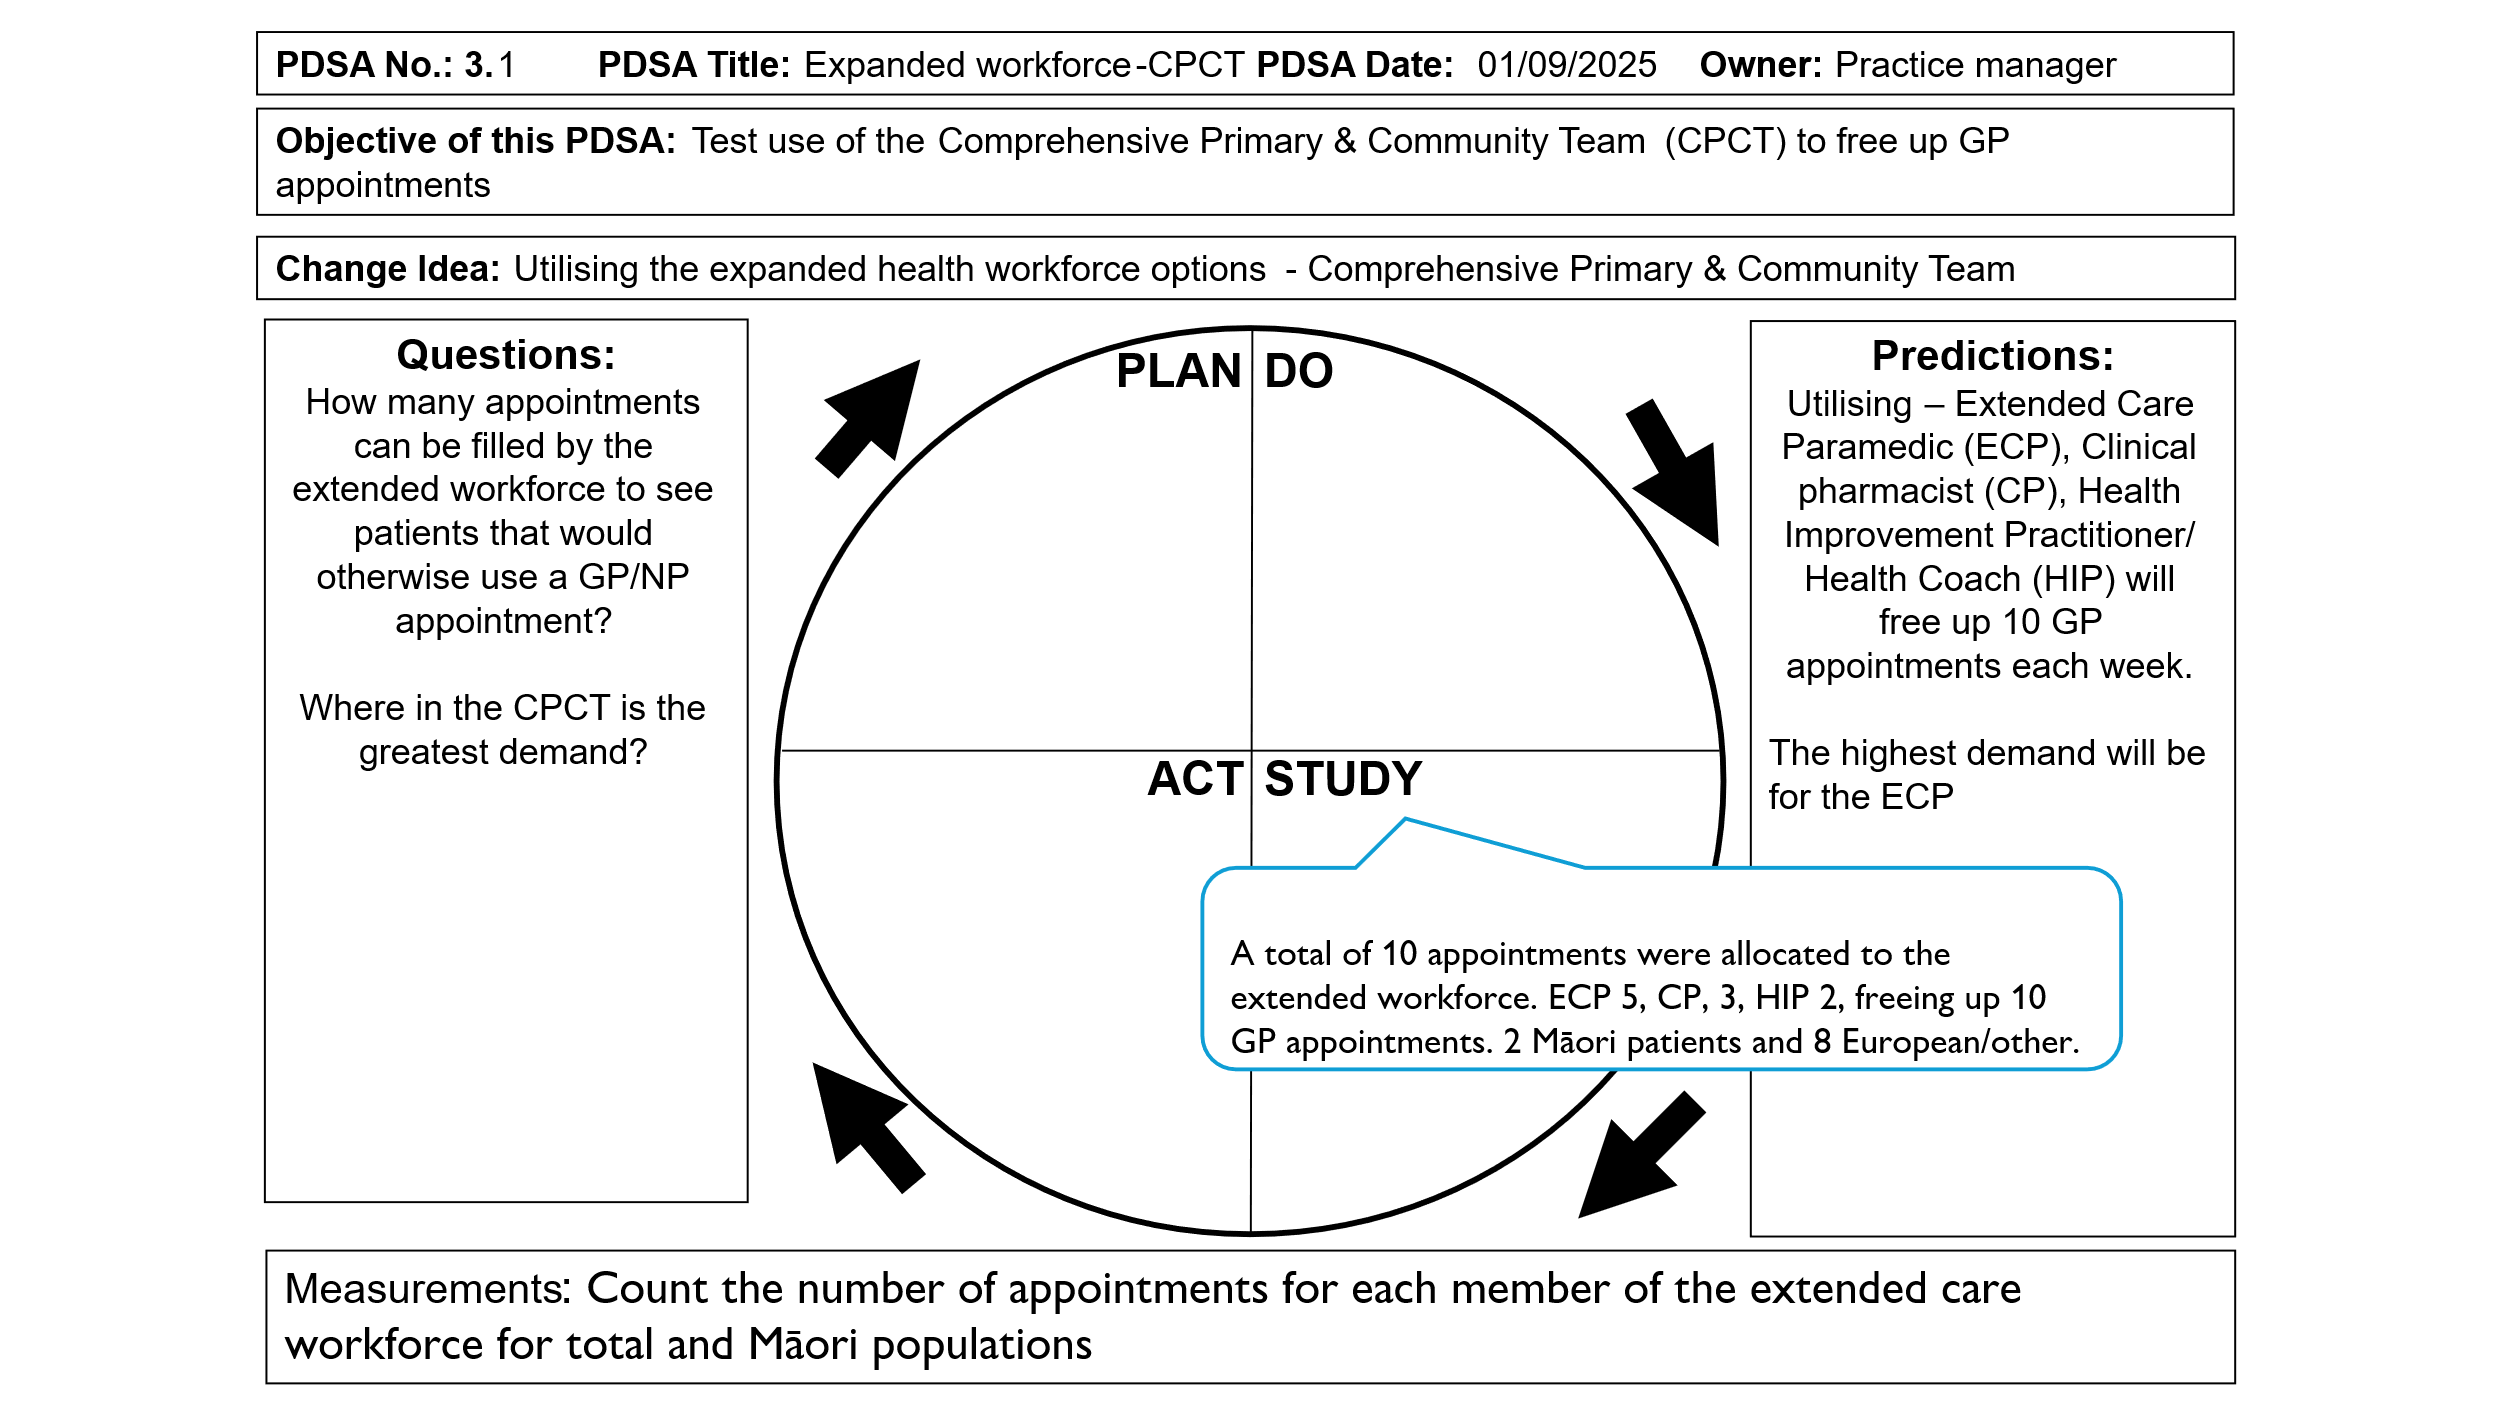 PDSA No.: 3.1 PDSA Title: Expanded workforce-CPCT PDSA Date: 01/09/2025 Owner: Practice manager
Objective of this PDSA: Test use of the Comprehensive Primary & Community Team (CPCT) to free up GP
appointments
Change Idea: Utilising the expanded health workforce options - Comprehensive Primary & Community Team
Questions:
How many appointments
can be filled by the
extended workforce to see
patients that would
otherwise use a GP/NP
appointment?
Where in the CPCT is the
greatest demand?
PLAN
DO
ACT
STUDY
A total of 10 appointments were allocated to the
extended workforce. ECP 5, CP, 3, HIP 2, freeing up 10
GP appointments. 2 Māori patients and 8 European/other.
Predictions:
Utilising – Extended Care
Paramedic (ECP), Clinical
pharmacist (CP), Health
Improvement Practitioner/
Health Coach (HIP) will
free up 10 GP
appointments each week.
The highest demand will be
for the ECP
Measurements: Count the number of appointments for each member of the extended care
workforce for total and Māori populations